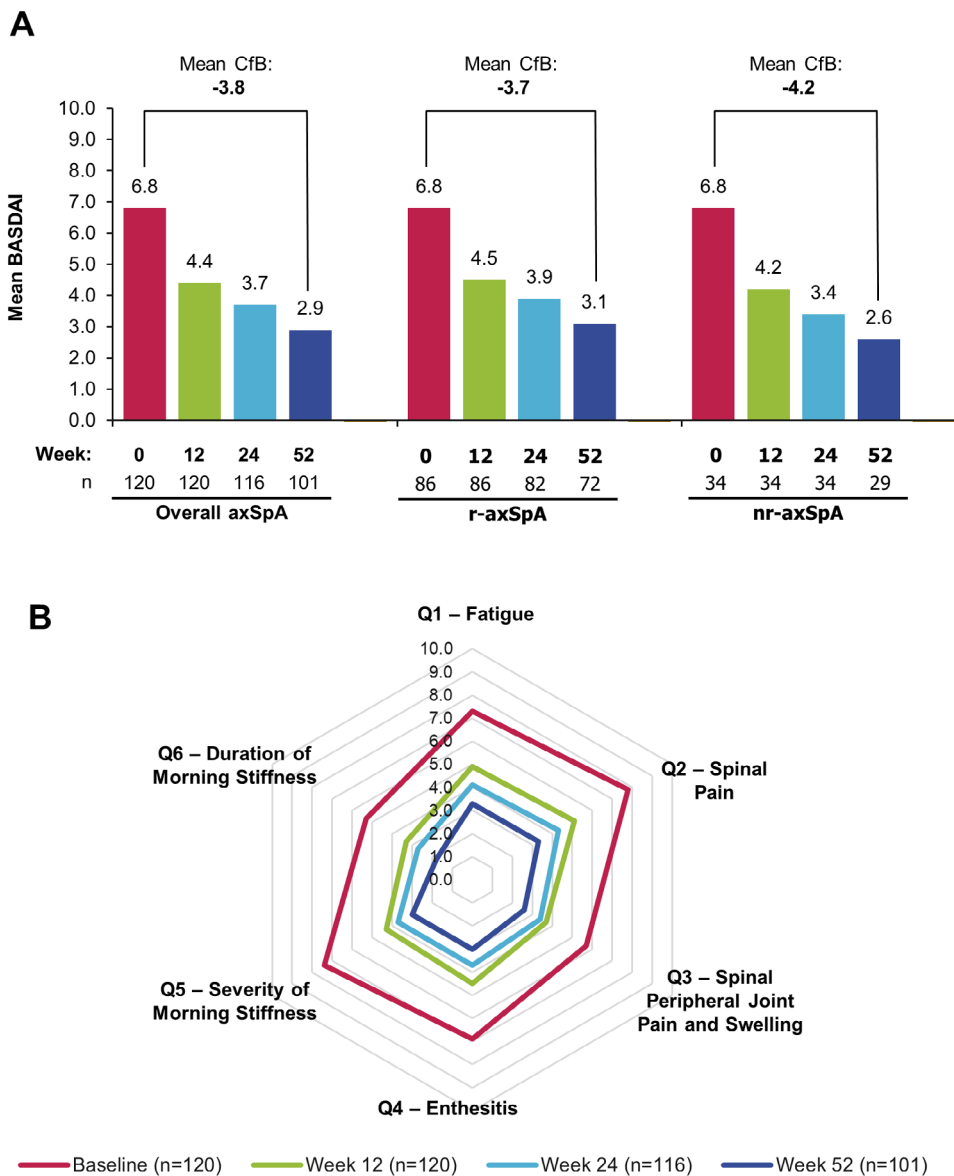 A
Mean CfB:
-3.8
Mean CfB:
-3.7
Mean CfB:
-4.2
Mean BASDAI
10.0
9.0
8.0
7.0
6.0
5.0
4.0
3.0
2.0
1.0
0.0
6.8
4.4
3.7
2.9
6.8
4.5
3.9
3.1
6.8
4.2
3.4
2.6
Week: 0 12 24 52 0 12 24 52 0 12 24 52
n 120 120 116 101 86 86 82 72 34 34 34 29
Overall axSpA r-axSpA nr-axSpA
B
Q1 – Fatigue
10.0
9.0
8.0
7.0
6.0
5.0
4.0
3.0
2.0
1.0
0.0
Q2 – Spinal
Pain
Q3 – Spinal
Peripheral Joint
Pain and Swelling
Q4 – Enthesitis
Q5 – Severity of
Morning Stiffness
Q6 – Duration of
Morning Stiffness
Baseline (n=120) Week 12 (n=120) Week 24 (n=116) Week 52 (n=101)